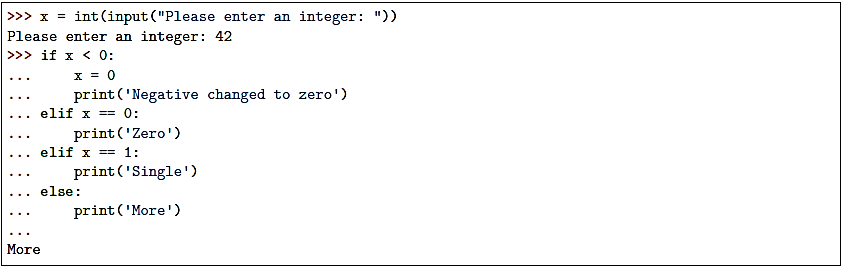 >>> x = int(input("Please enter an integer: "))
Please enter an integer: 42
>>> if x < 0:
...     x = 0
...     print('Negative changed to zero')
... elif x == 0:
...     print('Zero')
... elif x == 1:
...     print('Single')
... else:
...     print('More')
...
More